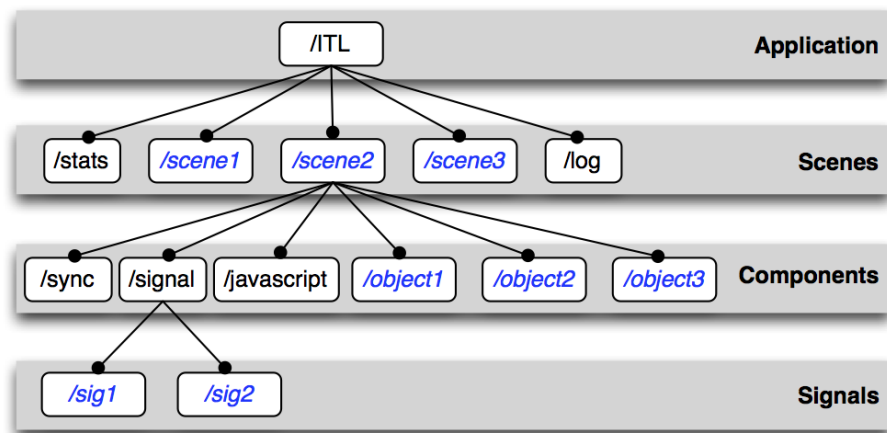 /ITL
Application
/stats /scene1 /scene2 /scene3 /log
Scenes
/sync /signal /javascript /object1 /object2 /object3
Components
/sig1 /sig2
Signals